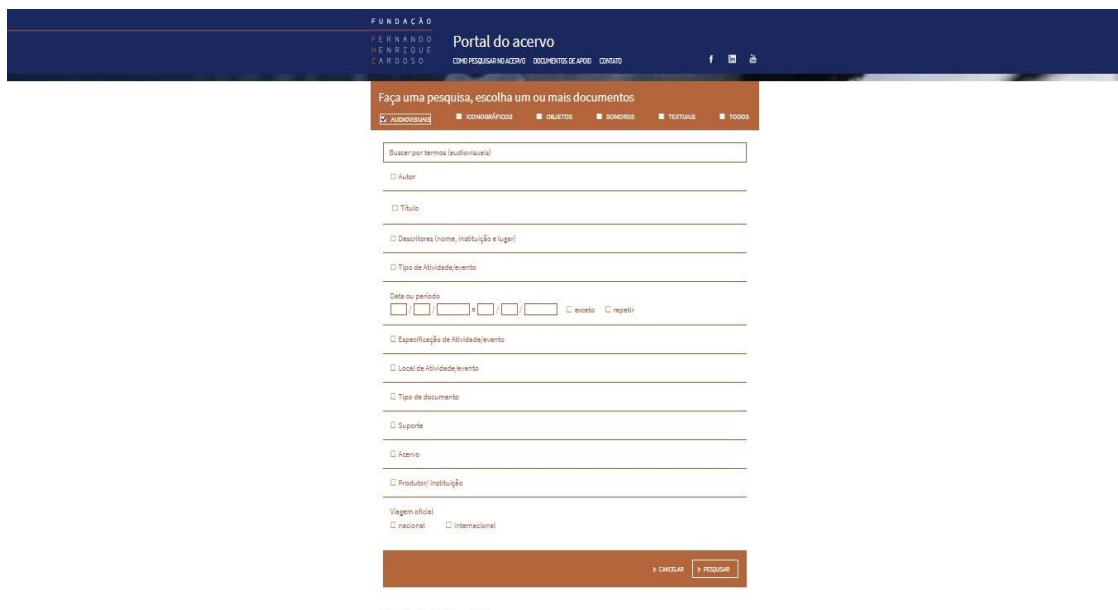 FUNDAÇÃO
FERNANDO
HENRIQUE
CARDOSO
Portal do acervo
COMO PESQUISAR NO ACERVO DOCUMENTOS DE APOIO CONTATO
f in
Faça uma pesquisa, escolha um ou mais documentos
AUDIOVISUAIS ICONOGRÁFICOS OBJETOS SONOROS TEXTUAIS TODOS
Buscar por termos (audiovisuais)
Autor
Título
Descritores (nome, instituição e lugar)
Tipo de Atividade/evento
Data ou período
/ / e / / exceto repetir
Especificação de Atividade/evento
Local de Atividade/evento
Tipo de documento
Suporte
Acervo
Produtor/ instituição
Viagem oficial
nacional internacional
> CANCELAR > PESQUISAR